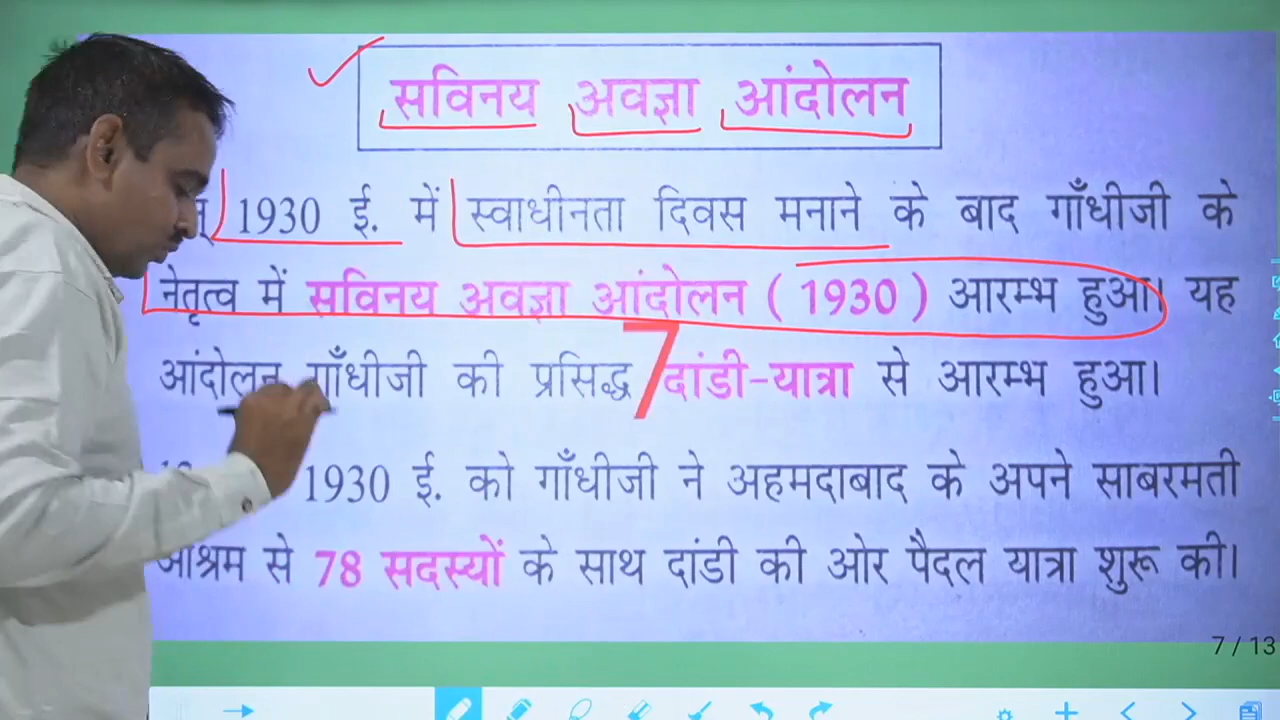 सविनय अवज्ञा आंदोलन
1930 ई. में स्वाधीनता दिवस मनाने के बाद गाँधीजी के
नेतृत्व में सविनय अवज्ञा आंदोलन ( 1930 ) आरम्भ हुआ। यह
आंदोलन गाँधीजी की प्रसिद्ध दांडी-यात्रा से आरम्भ हुआ।
7
1930 ई. को गाँधीजी ने अहमदाबाद के अपने साबरमती
आश्रम से 78 सदस्यों के साथ दांडी की ओर पैदल यात्रा शुरू की।
7 / 13